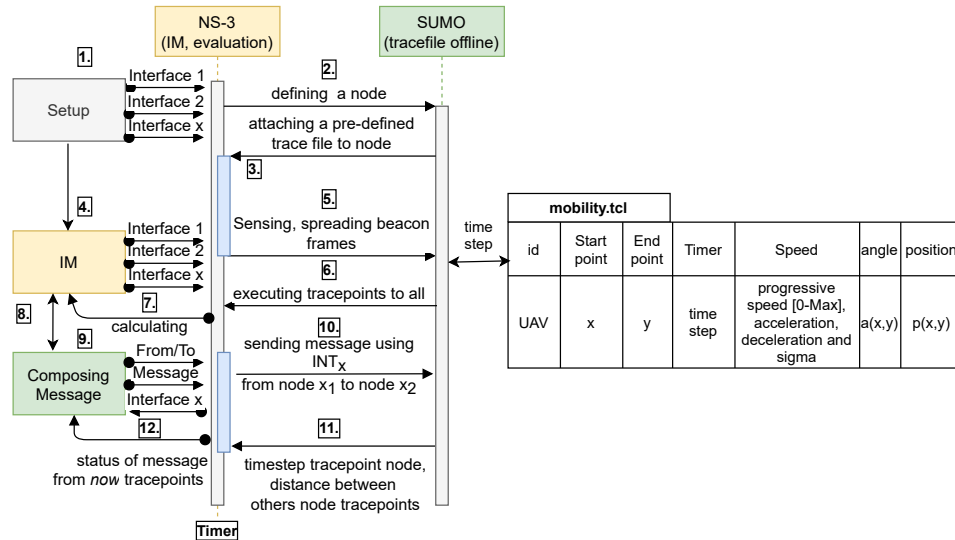 NS-3
(IM, evaluation)
SUMO
(tracefile offline)
1.
Interface 1
Setup
Interface 2
Interface x
2.
defining a node
attaching a pre-defined
trace file to node
3.
4.
Interface 1
IM
Interface 2
Interface x
5.
Sensing, spreading beacon
frames
6.
executing tracepoints to all
7.
calculating
8.
9.
From/To
Composing
Message
Message
Interface x
10.
sending message using
INTx
from node x1 to node x2
11.
timestep tracepoint node,
distance between
others node tracepoints
12.
status of message
from now tracepoints
Timer
time
step
mobility.tcl
id
Start
point
End
point
Timer
Speed
angle
position
UAV
x
y
time
step
progressive
speed [0-Max],
acceleration,
deceleration and
sigma
a(x,y)
p(x,y)